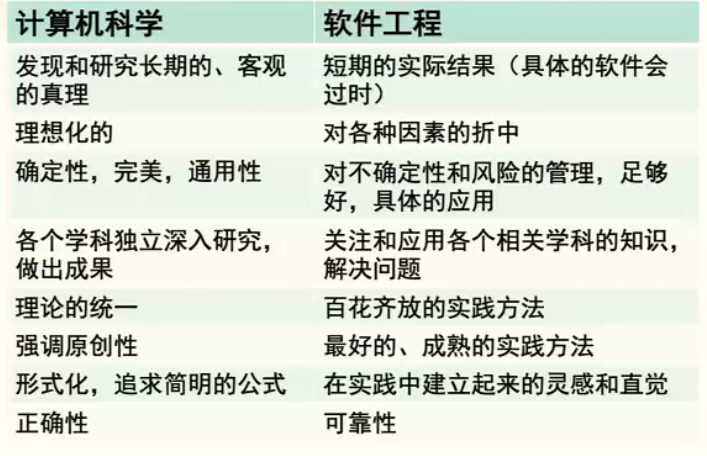 计算机科学 软件工程
发现和研究长期的、客观 短期的实际结果（具体的软件会
的真理 过时）
理想化的 对各种因素的折中
确定性，完美，通用性 对不确定性和风险的管理，足够
好，具体的应用
各个学科独立深入研究， 关注和应用各个相关学科的知识，
做出成果 解决问题
理论的统一 百花齐放的实践方法
强调原创性 最好的、成熟的实践方法
形式化，追求简明的公式 在实践中建立起来的灵感和直觉
正确性 可靠性